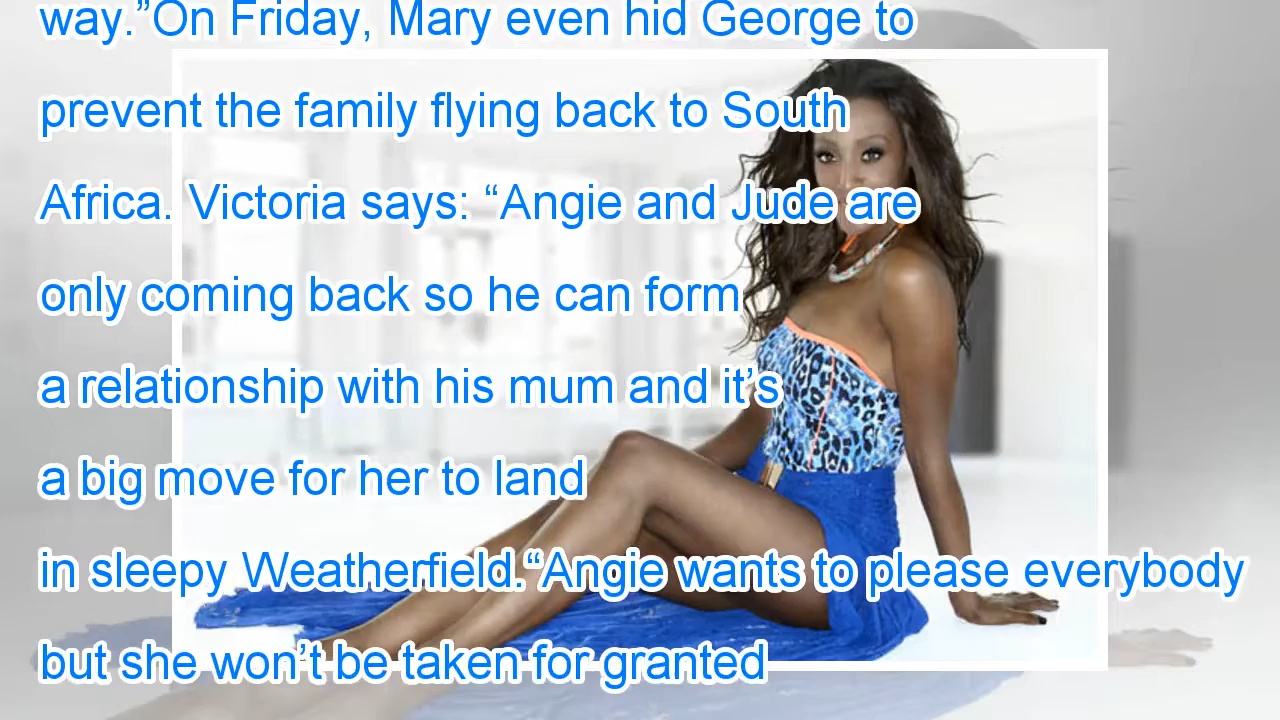 way.”On Friday, Mary even hid George to
prevent the family flying back to South
Africa. Victoria says: “Angie and Jude are
only coming back so he can form
a relationship with his mum and it’s
a big move for her to land
in sleepy Weatherfield.“Angie wants to please everybody
but she won’t be taken for granted